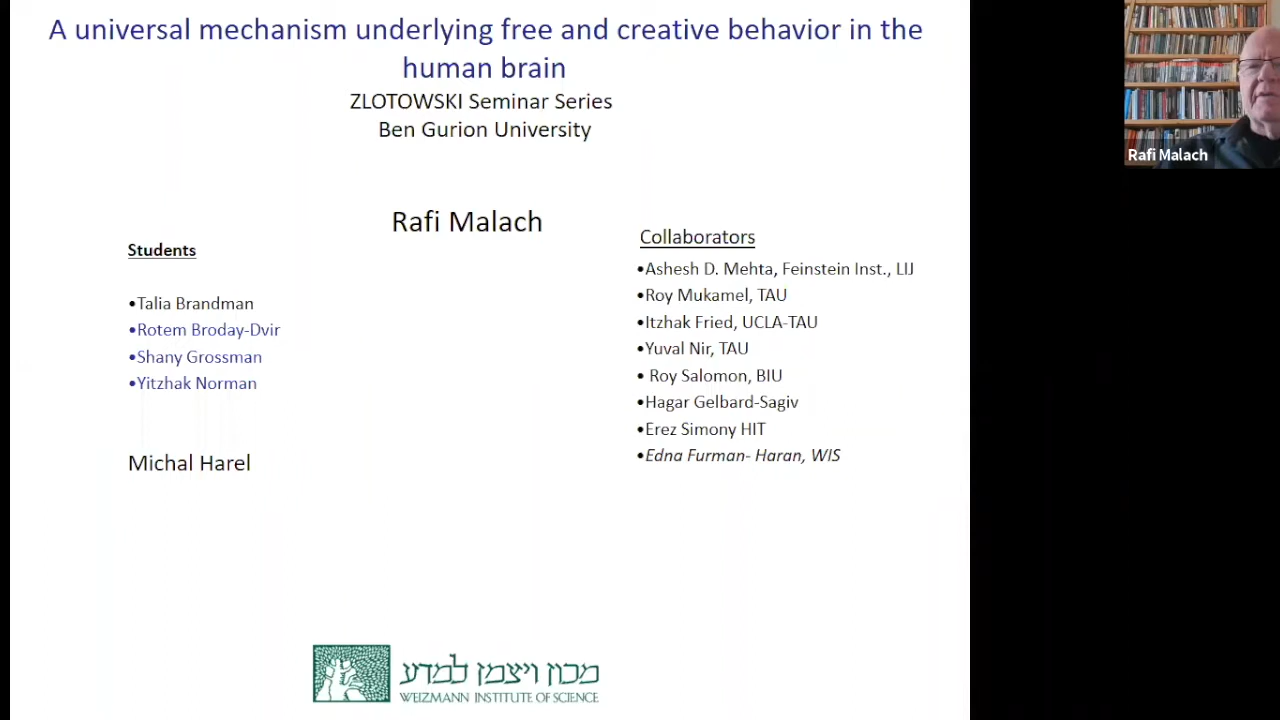 A universal mechanism underlying free and creative behavior in the
human brain
ZLOTOWSKI Seminar Series
Ben Gurion University
Rafi Malach
Students
•Talia Brandman
•Rotem Broday-Dvir
•Shany Grossman
•Yitzhak Norman
Michal Harel
Collaborators
•Ashesh D. Mehta, Feinstein Inst., LIJ
•Roy Mukamel, TAU
•Itzhak Fried, UCLA-TAU
•Yuval Nir, TAU
• Roy Salomon, BIU
•Hagar Gelbard-Sagiv
•Erez Simony HIT
•Edna Furman- Haran, WIS
מכון ויצמן למדע
WEIZMANN INSTITUTE OF SCIENCE
Rafi Malach